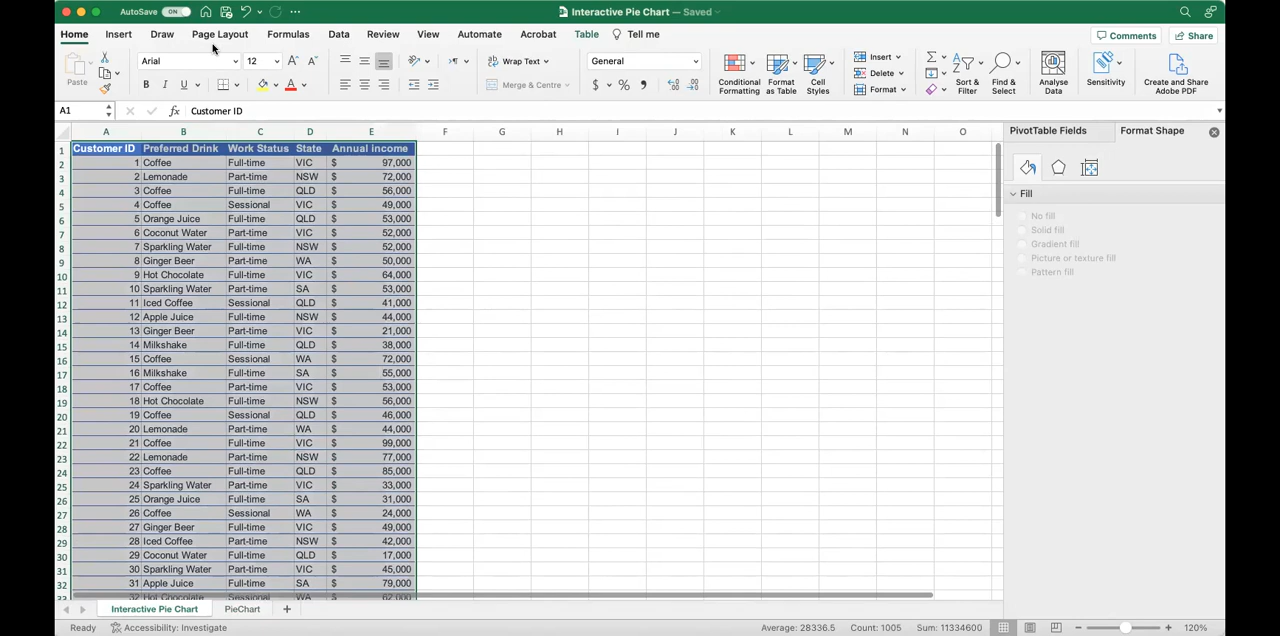 AutoSave ON Interactive Pie Chart — Saved
Home Insert Draw Page Layout Formulas Data Review View Automate Acrobat Table Tell me Comments Share
Paste Arial 12 Wrap Text General Insert
B I U Merge & Centre $ % Conditional Formatting Format as Table Cell Styles Delete Format Sort & Filter Find & Select Analyse Data Sensitivity Create and Share Adobe PDF
A1 fx Customer ID
A B C D E F G H I J K L M N O PivotTable Fields Format Shape
1 Customer ID Preferred Drink Work Status State Annual income
2 1 Coffee Full-time VIC $ 97,000
3 2 Lemonade Part-time NSW $ 72,000
4 3 Coffee Full-time QLD $ 56,000
5 4 Coffee Sessional VIC $ 49,000
6 5 Orange Juice Full-time QLD $ 53,000
7 6 Coconut Water Part-time VIC $ 52,000
8 7 Sparkling Water Full-time NSW $ 52,000
9 8 Ginger Beer Part-time WA $ 50,000
10 9 Hot Chocolate Full-time VIC $ 64,000
11 10 Sparkling Water Part-time SA $ 53,000
12 11 Iced Coffee Sessional QLD $ 41,000
13 12 Apple Juice Full-time NSW $ 44,000
14 13 Ginger Beer Part-time VIC $ 21,000
15 14 Milkshake Full-time QLD $ 38,000
16 15 Coffee Sessional WA $ 72,000
17 16 Milkshake Full-time SA $ 55,000
18 17 Coffee Part-time VIC $ 53,000
19 18 Hot Chocolate Full-time NSW $ 56,000
20 19 Coffee Sessional QLD $ 46,000
21 20 Lemonade Part-time WA $ 44,000
22 21 Coffee Full-time VIC $ 99,000
23 22 Lemonade Part-time NSW $ 77,000
24 23 Coffee Full-time QLD $ 85,000
25 24 Sparkling Water Part-time VIC $ 33,000
26 25 Orange Juice Full-time SA $ 31,000
27 26 Coffee Sessional WA $ 24,000
28 27 Ginger Beer Full-time VIC $ 49,000
29 28 Iced Coffee Part-time NSW $ 42,000
30 29 Coconut Water Full-time QLD $ 17,000
31 30 Sparkling Water Part-time VIC $ 45,000
32 31 Apple Juice Full-time SA $ 79,000
33 32 Hot Chocolate Sessional WA $ 62,000
Fill
No fill
Solid fill
Gradient fill
Picture or texture fill
Pattern fill
Interactive Pie Chart PieChart +
Ready Accessibility: Investigate Average: 28336.5 Count: 1005 Sum: 11334600 120%